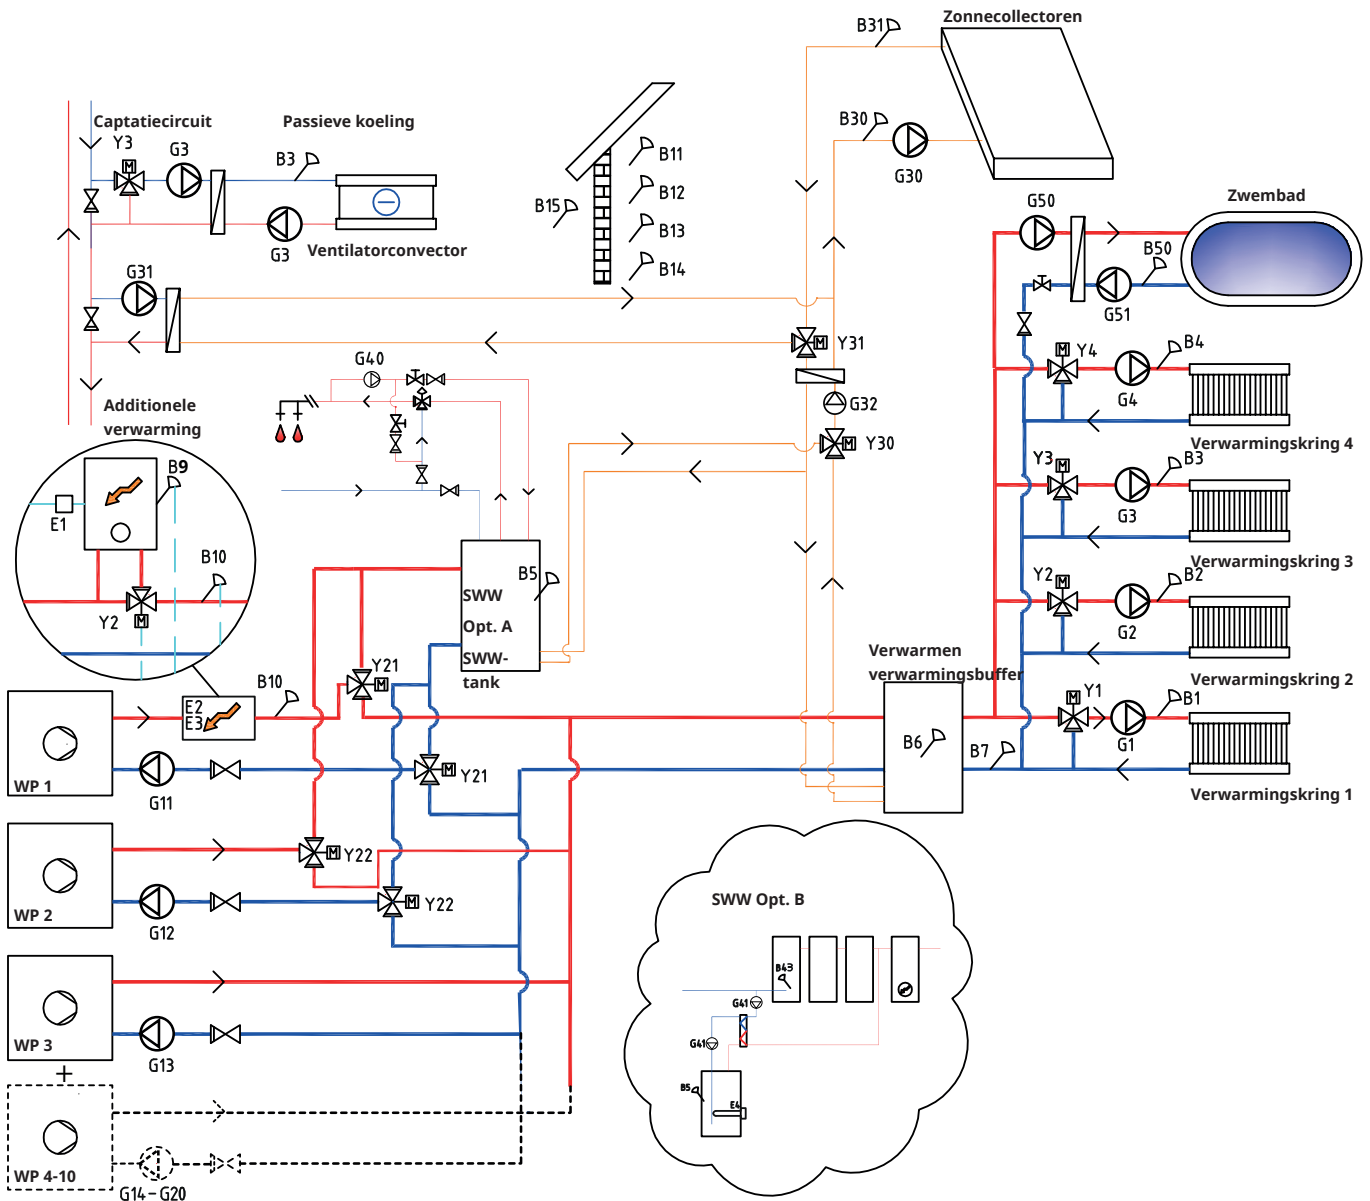 Zonnecollectoren
B31
B30
G30
Captatiecircuit
Passieve koeling
Y3
M
G3
B3
G3
Ventilatorconvector
B11
B12
B13
B14
B15
G31
G50
Zwembad
B50
G51
Y31
M
G32
Y30
M
G40
Additionele
verwarming
B9
E1
B10
Y2
M
Y4
M
B4
G4
Verwarmingskring 4
Y3
M
B3
G3
Verwarmingskring 3
Y2
M
B2
G2
Verwarmingskring 2
Y1
M
B1
G1
Verwarmingskring 1
B5
SWW
Opt. A
SWW-
tank
Verwarmen
verwarmingsbuffer
B6
B7
E2
E3
B10
Y21
M
WP 1
G11
Y21
M
WP 2
G12
Y22
M
Y22
M
WP 3
G13
+
WP 4-10
G14-G20
SWW Opt. B
B43
G41
G41
B5
E4